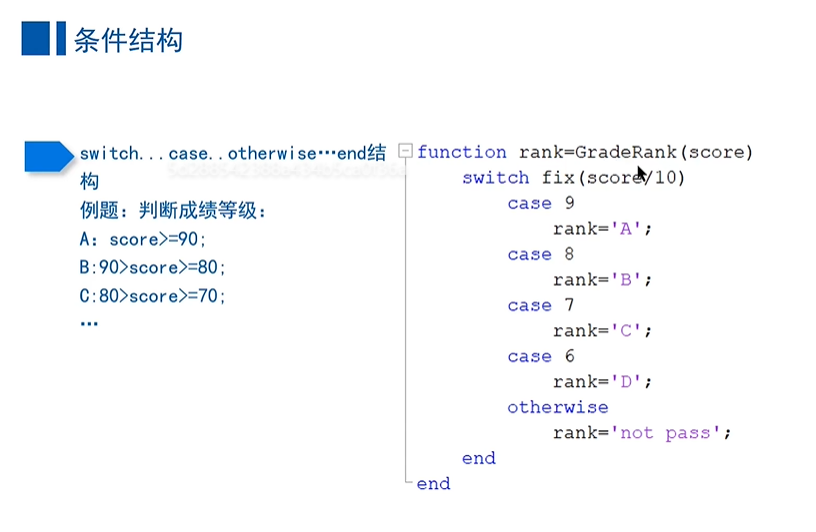 条件结构
switch...case..otherwise…end结
构
例题: 判断成绩等级:
A: score>=90;
B:90>score>=80;
C:80>score>=70;
…
function rank=GradeRank(score)
switch fix(score/10)
case 9
rank='A';
case 8
rank='B';
case 7
rank='C';
case 6
rank='D';
otherwise
rank='not pass';
end
end